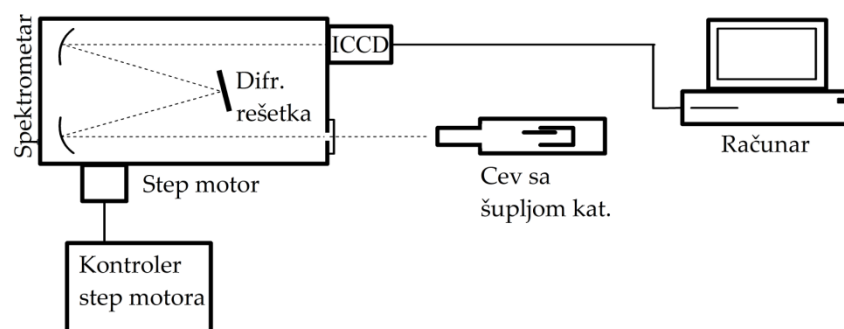 Spektrometar
ICCD
Difr.
rešetka
Računar
Step motor
Cev sa
šupljom kat.
Kontroler
step motora